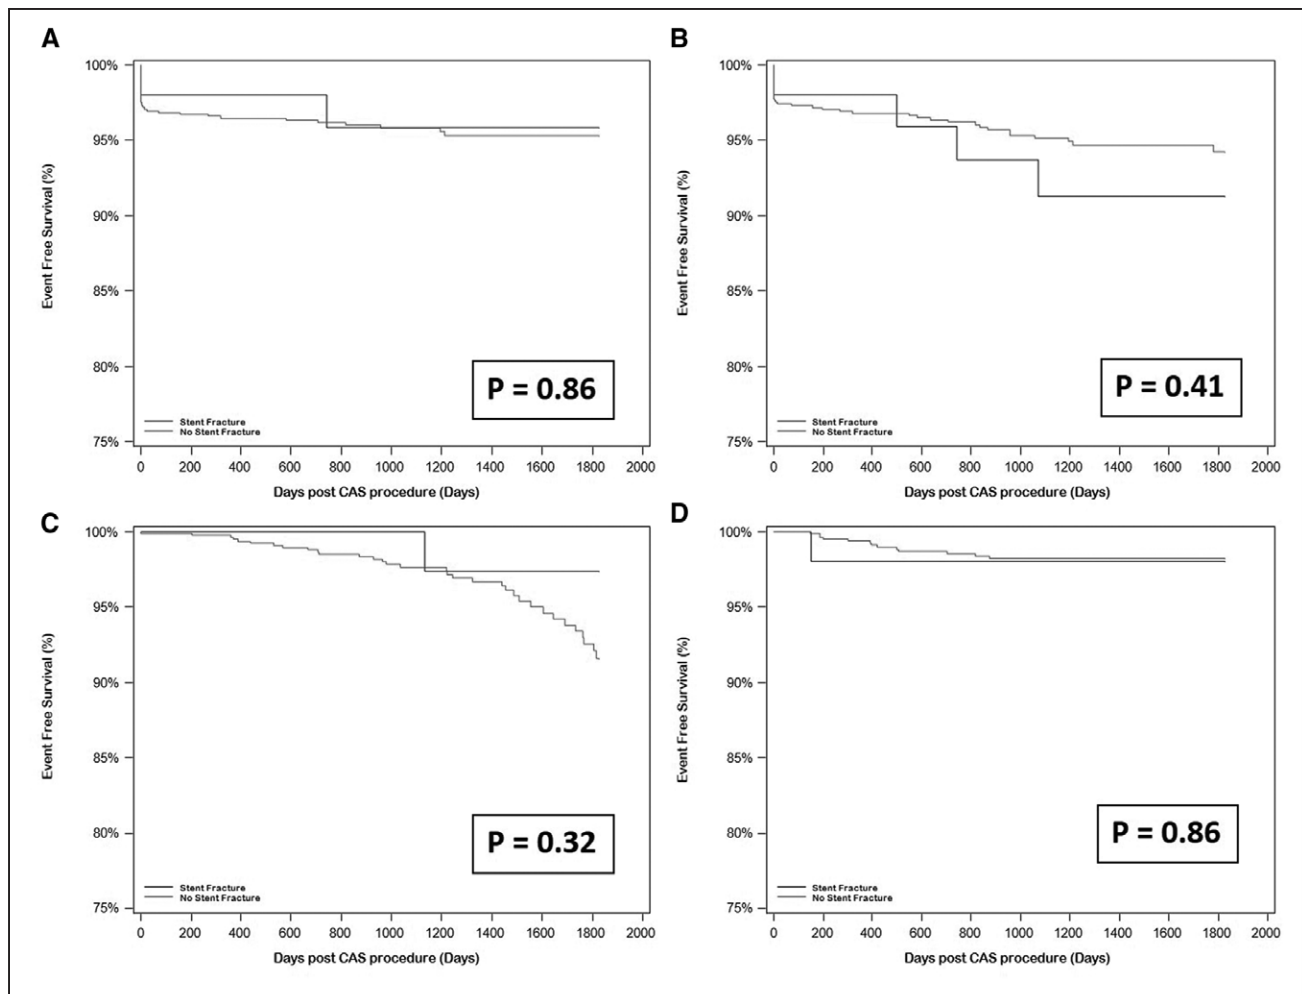 A
Event Free Survival (%)
100%
95%
90%
85%
80%
75%
P = 0.86
Stent Fracture
No Stent Fracture
0 200 400 600 800 1000 1200 1400 1600 1800 2000
Days post CAS procedure (Days)
B
Event Free Survival (%)
100%
95%
90%
85%
80%
75%
P = 0.41
Stent Fracture
No Stent Fracture
0 200 400 600 800 1000 1200 1400 1600 1800 2000
Days post CAS procedure (Days)
C
Event Free Survival (%)
100%
95%
90%
85%
80%
75%
P = 0.32
Stent Fracture
No Stent Fracture
0 200 400 600 800 1000 1200 1400 1600 1800 2000
Days post CAS procedure (Days)
D
Event Free Survival (%)
100%
95%
90%
85%
80%
75%
P = 0.86
Stent Fracture
No Stent Fracture
0 200 400 600 800 1000 1200 1400 1600 1800 2000
Days post CAS procedure (Days)